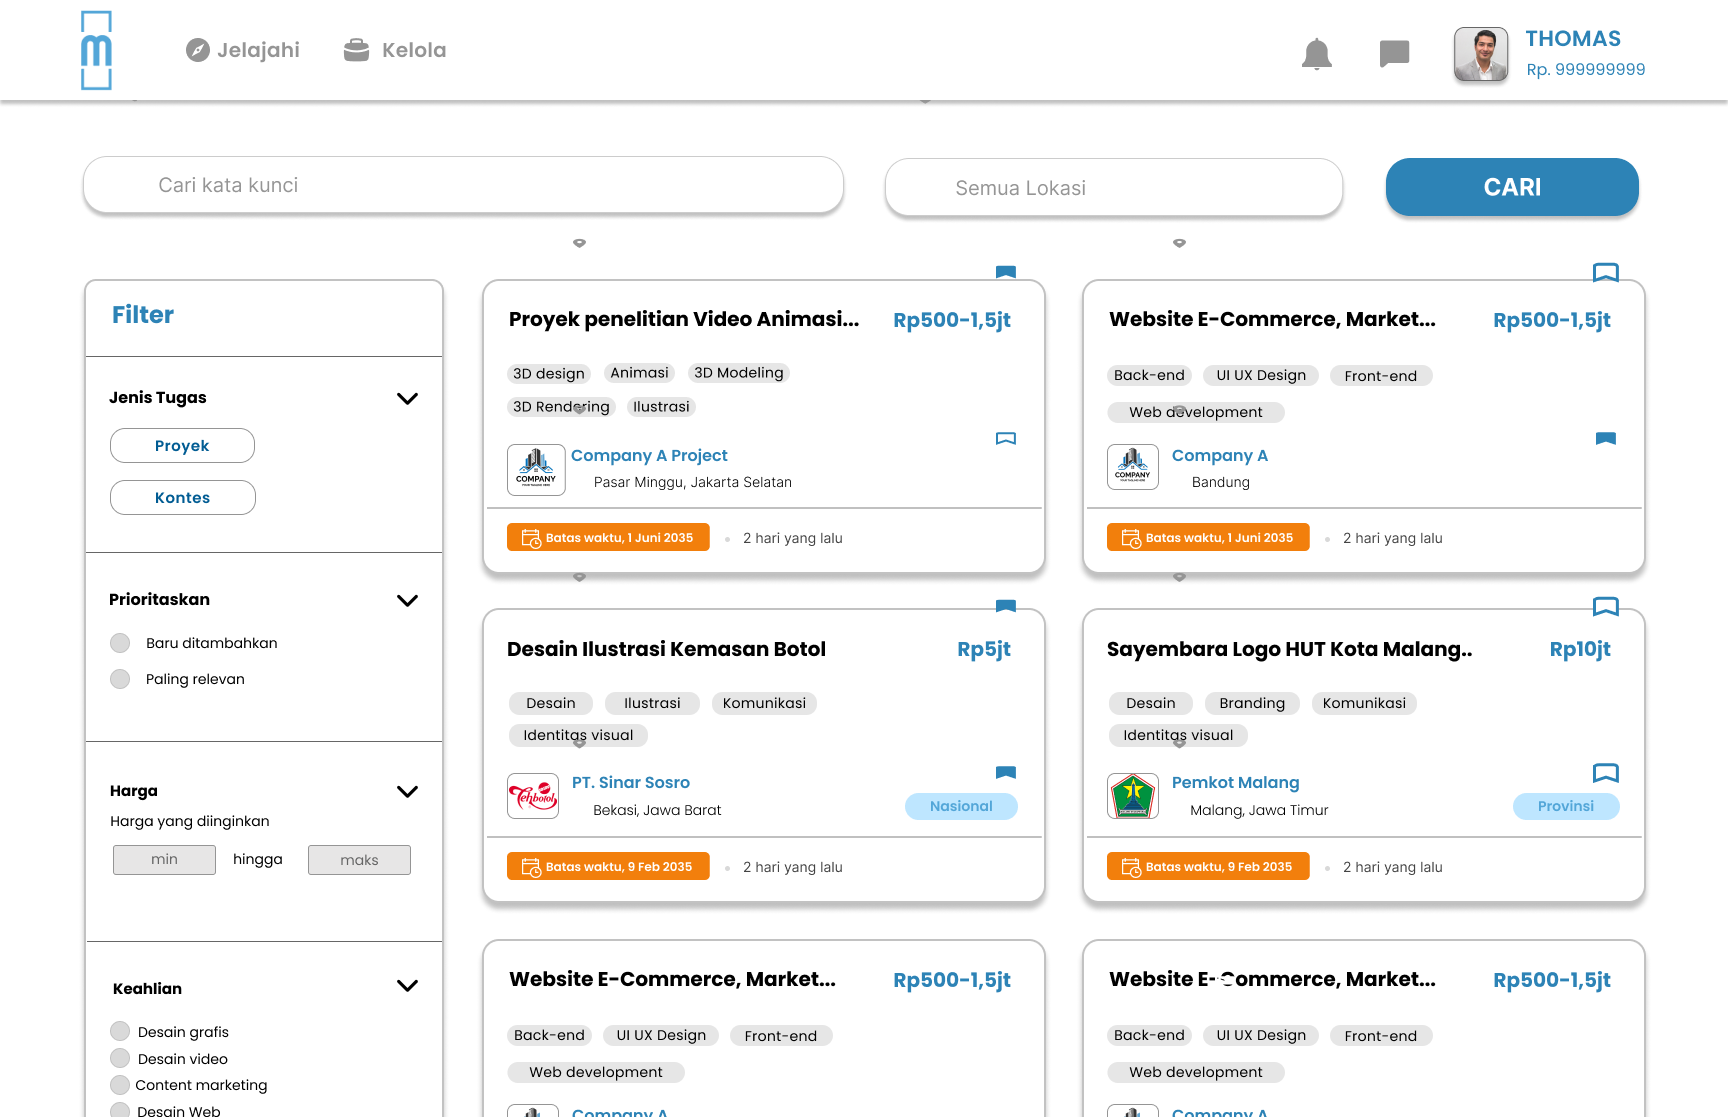 m
Jelajahi
Kelola
THOMAS
Rp. 999999999
Cari kata kunci
Semua Lokasi
CARI
Filter
Jenis Tugas
Proyek
Kontes
Prioritaskan
Baru ditambahkan
Paling relevan
Harga
Harga yang diinginkan
min hingga maks
Keahlian
Desain grafis
Desain video
Content marketing
Desain Web
Proyek penelitian Video Animasi... Rp500-1,5jt
3D design Animasi 3D Modeling
3D Rendering Ilustrasi
COMPANY
Company A Project
Pasar Minggu, Jakarta Selatan
Batas waktu, 1 Juni 2035 2 hari yang lalu
Website E-Commerce, Market... Rp500-1,5jt
Back-end UI UX Design Front-end
Web development
COMPANY
Company A
Bandung
Batas waktu, 1 Juni 2035 2 hari yang lalu
Desain Ilustrasi Kemasan Botol Rp5jt
Desain Ilustrasi Komunikasi
Identitas visual
Tehbotol
PT. Sinar Sosro
Bekasi, Jawa Barat
Nasional
Batas waktu, 9 Feb 2035 2 hari yang lalu
Sayembara Logo HUT Kota Malang.. Rp10jt
Desain Branding Komunikasi
Identitas visual
Pemkot Malang
Malang, Jawa Timur
Provinsi
Batas waktu, 9 Feb 2035 2 hari yang lalu
Website E-Commerce, Market... Rp500-1,5jt
Back-end UI UX Design Front-end
Web development
Company A
Website E-Commerce, Market... Rp500-1,5jt
Back-end UI UX Design Front-end
Web development
Company A